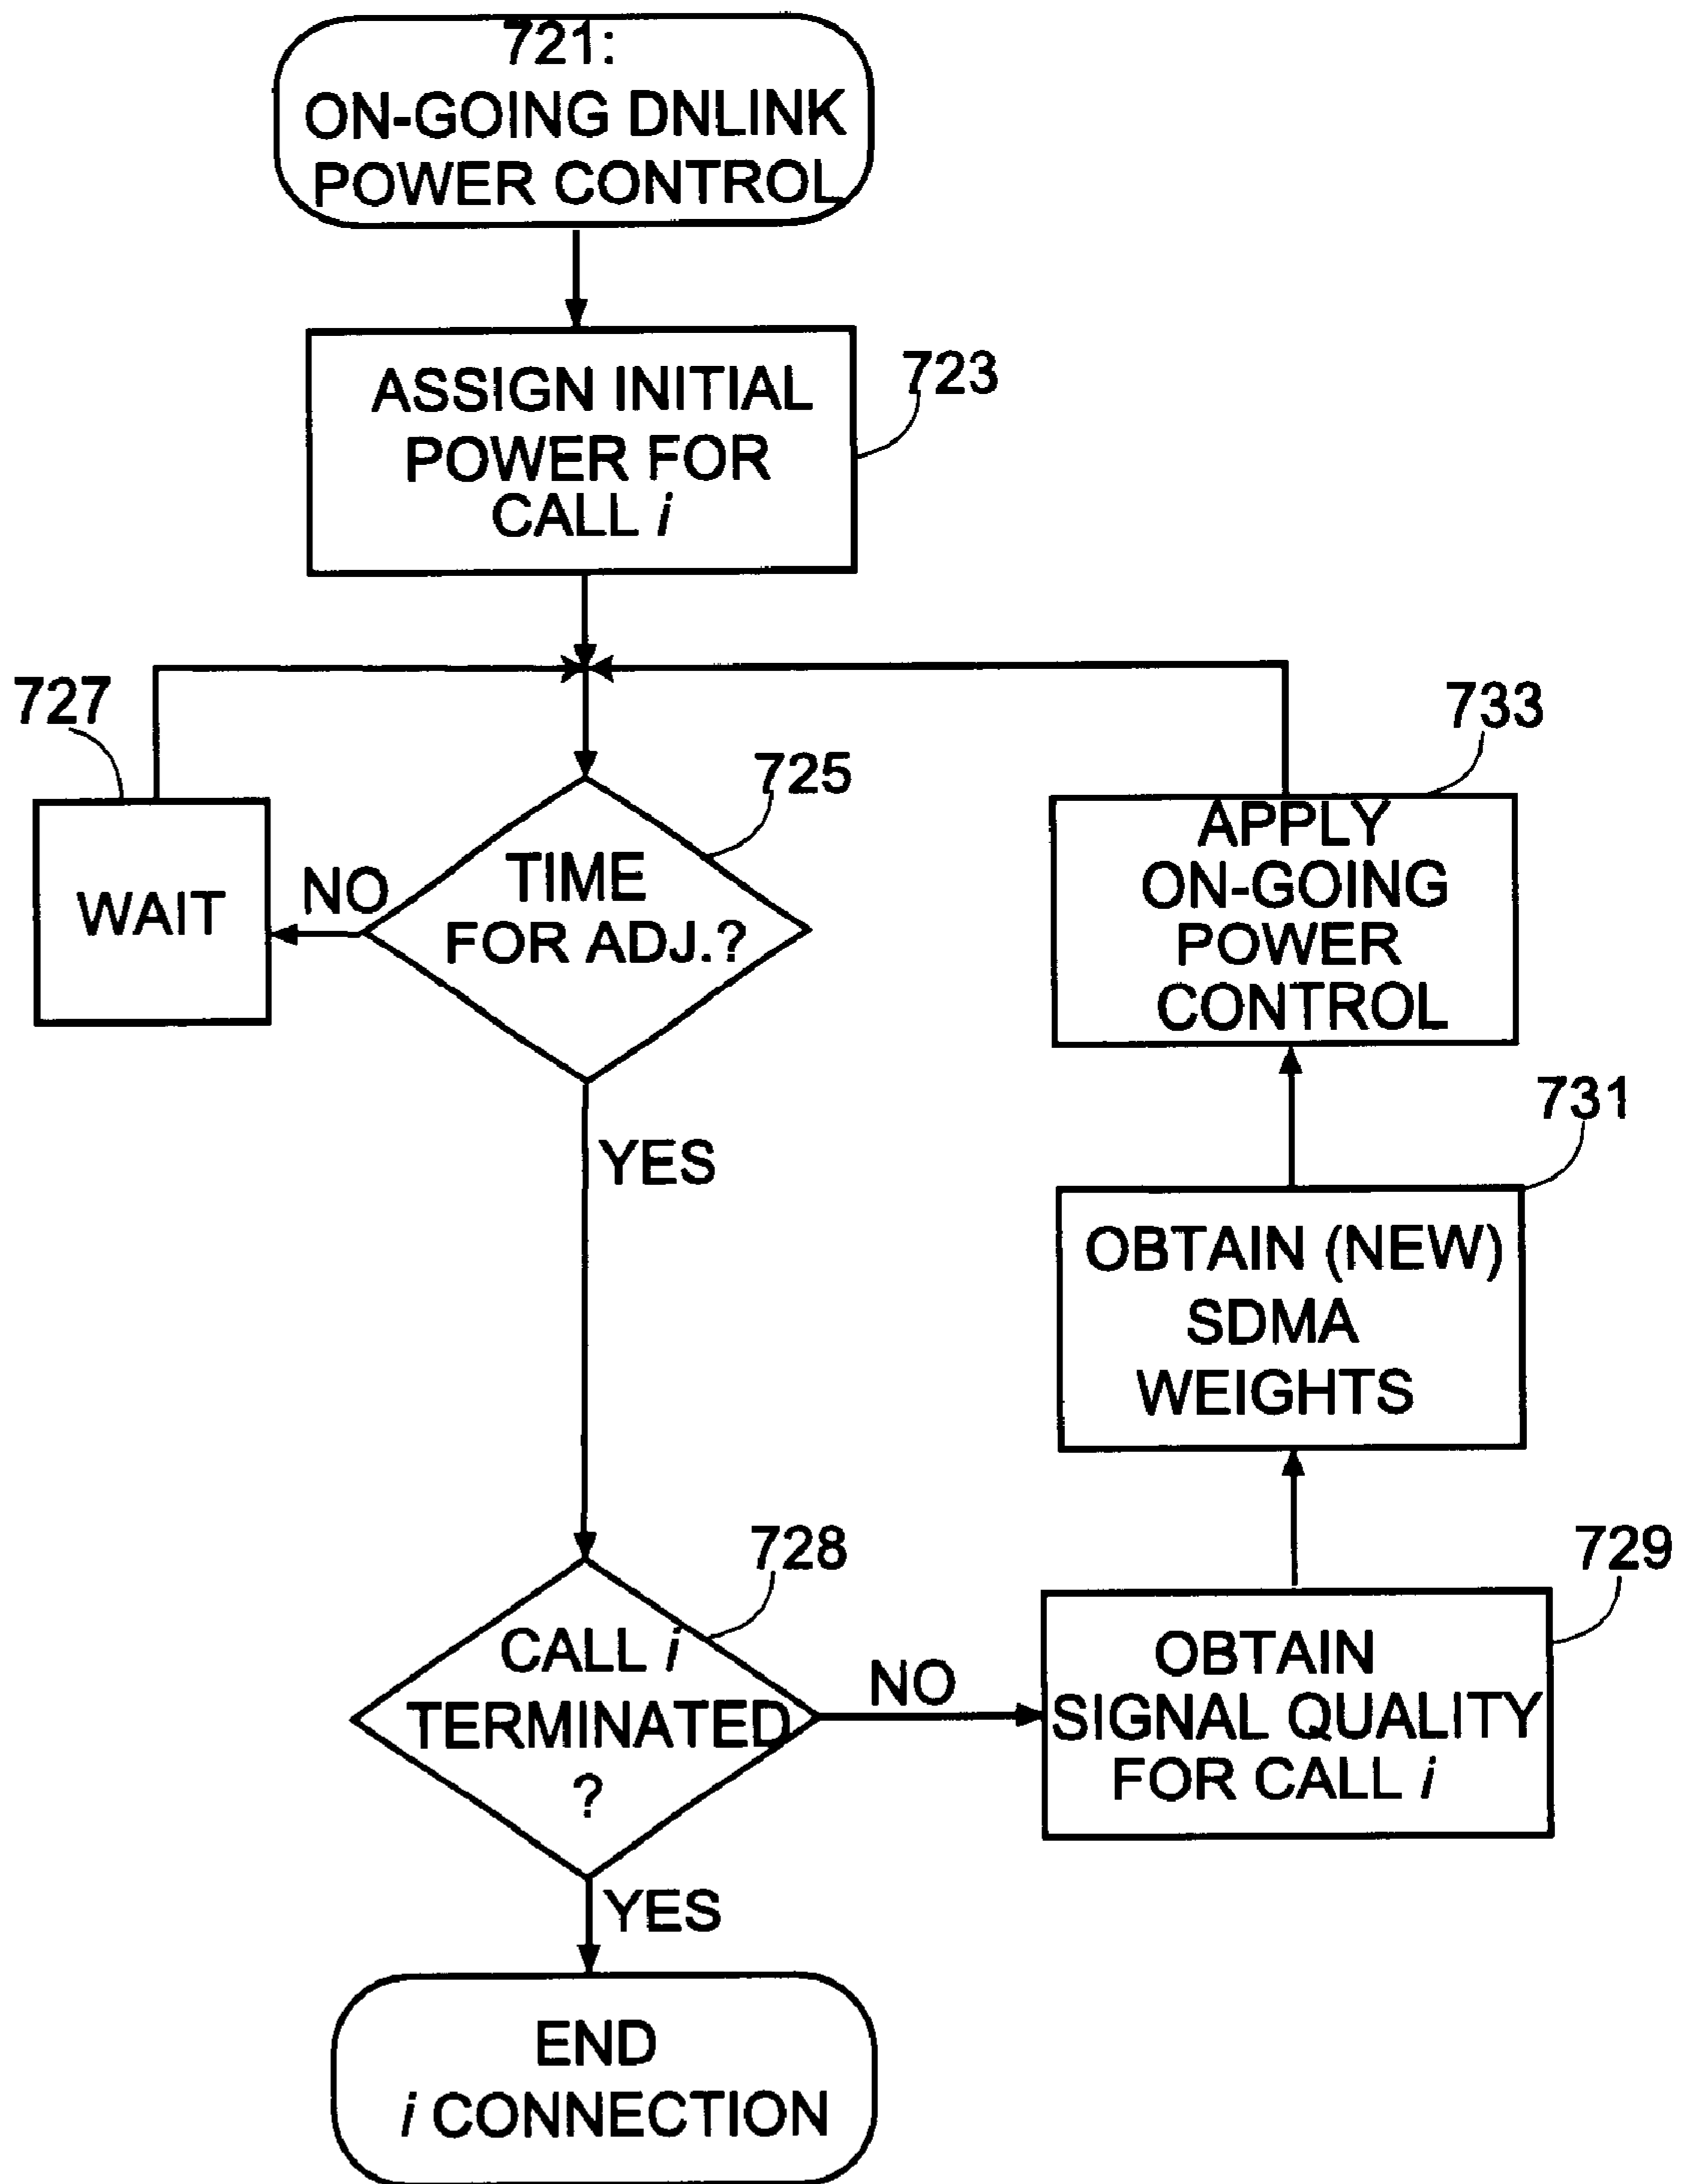 721:
ON-GOING DNLINK
POWER CONTROL
ASSIGN INITIAL
POWER FOR
CALL i
723
727
WAIT
NO
725
TIME
FOR ADJ.?
YES
733
APPLY
ON-GOING
POWER
CONTROL
731
OBTAIN (NEW)
SDMA
WEIGHTS
728
CALL i
TERMINATED
?
NO
729
OBTAIN
SIGNAL QUALITY
FOR CALL i
YES
END
i CONNECTION